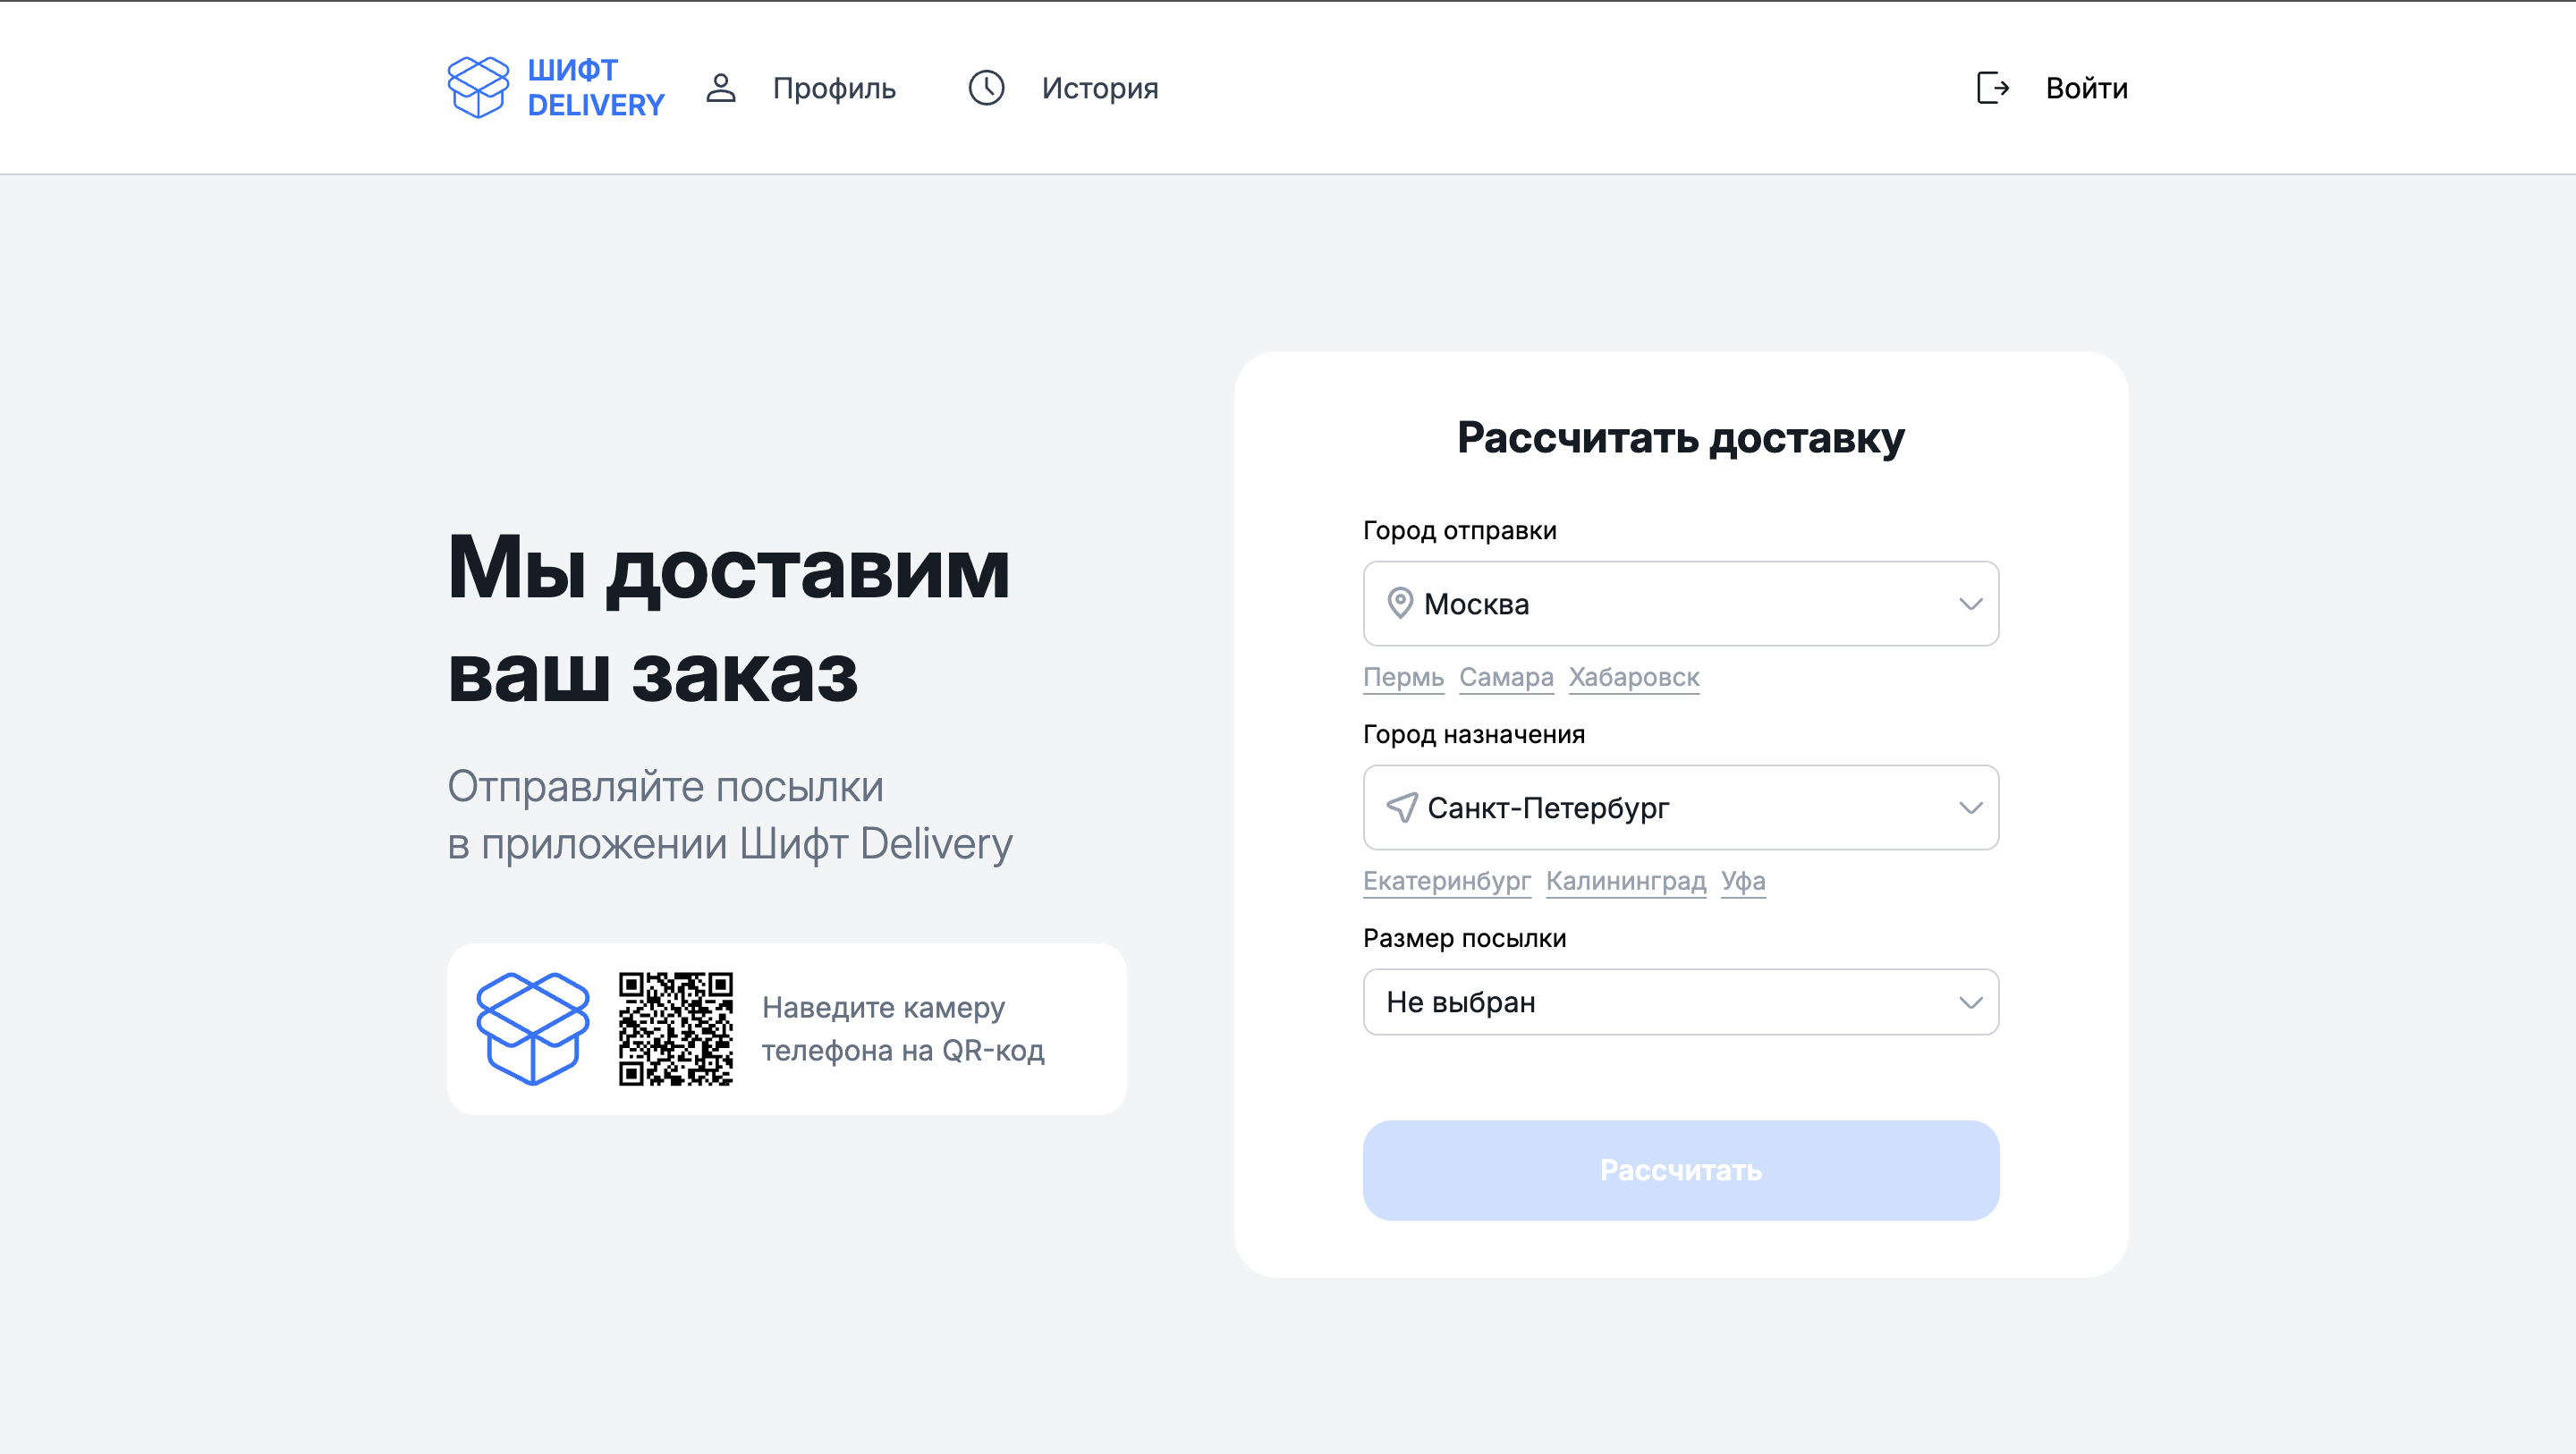 ШИФТ
DELIVERY
Профиль
История
Войти
Мы доставим
ваш заказ
Отправляйте посылки
в приложении Шифт Delivery
Наведите камеру
телефона на QR-код
Рассчитать доставку
Город отправки
Москва
Пермь Самара Хабаровск
Город назначения
Санкт-Петербург
Екатеринбург Калининград Уфа
Размер посылки
Не выбран
Рассчитать